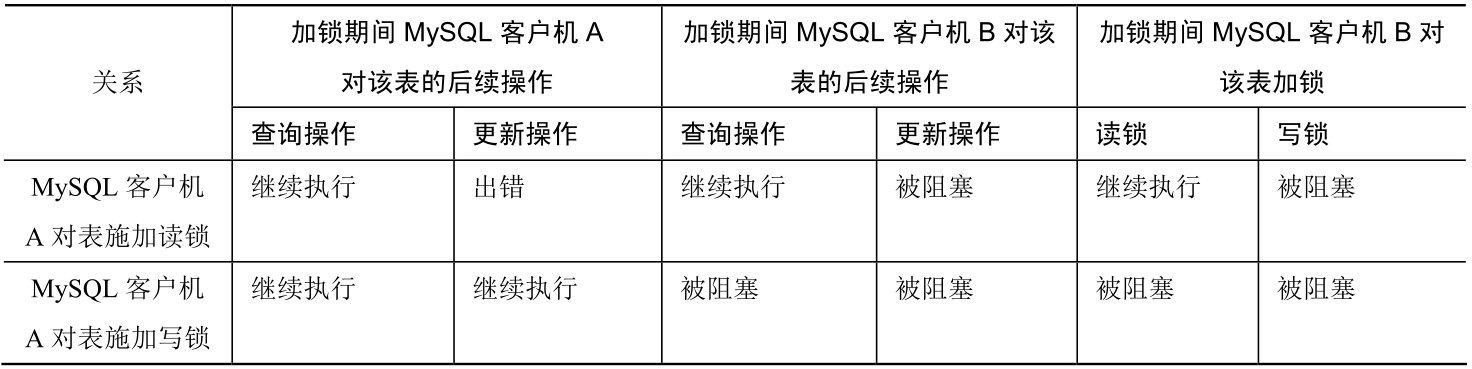 关系
加锁期间 MySQL 客户机 A
对该表的后续操作
加锁期间 MySQL 客户机 B 对该
表的后续操作
加锁期间 MySQL 客户机 B 对
该表加锁
查询操作 更新操作 查询操作 更新操作 读锁 写锁
MySQL 客户机
A 对表施加读锁
继续执行 出错 继续执行 被阻塞 继续执行 被阻塞
MySQL 客户机
A 对表施加写锁
继续执行 继续执行 被阻塞 被阻塞 被阻塞 被阻塞